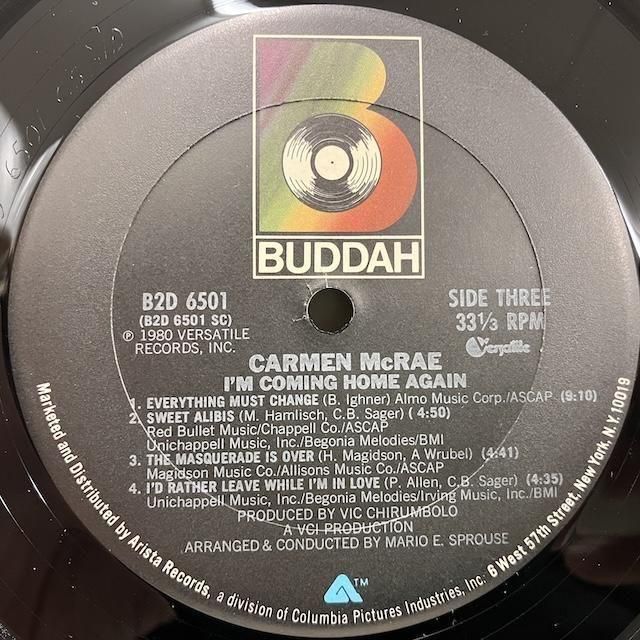 BUDDAH
B2D 6501
(B2D 6501 SC)
℗ 1980 VERSATILE
RECORDS, INC.
SIDE THREE
33⅓ RPM
Versatile
CARMEN McRAE
I'M COMING HOME AGAIN
1. EVERYTHING MUST CHANGE (B. Ighner) Almo Music Corp./ASCAP (9:10)
2. SWEET ALIBIS (M. Hamlisch, C.B. Sager) ( 4:50)
Red Bullet Music/Chappell Co./ASCAP
Unichappell Music, Inc./Begonia Melodies/BMI
3. THE MASQUERADE IS OVER (H. Magidson, A Wrubel) (4:41)
Magidson Music Co./Allisons Music Co./ASCAP
4. I'D RATHER LEAVE WHILE I'M IN LOVE (P. Allen, C.B. Sager) (4:35)
Unichappell Music, Inc./Begonia Melodies/Irving Music, Inc./BMI
PRODUCED BY VIC CHIRUMBOLO
A VCI PRODUCTION
ARRANGED & CONDUCTED BY MARIO E. SPROUSE
TM
Marketed and Distributed by Arista Records, a division of Columbia Pictures Industries, Inc. 6 West 57th Street, New York, N.Y. 10019